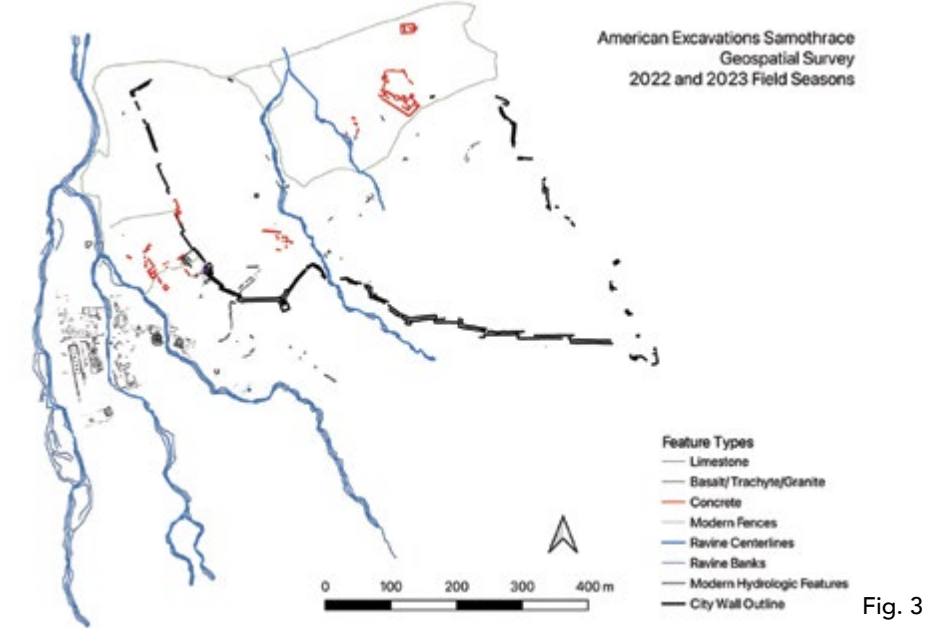 American Excavations Samothrace
Geospatial Survey
2022 and 2023 Field Seasons
Feature Types
Limestone
Basalt/Trachyte/Granite
Concrete
Modern Fences
Ravine Centerlines
Ravine Banks
Modern Hydrologic Features
City Wall Outline
0 100 200 300 400 m
Fig. 3